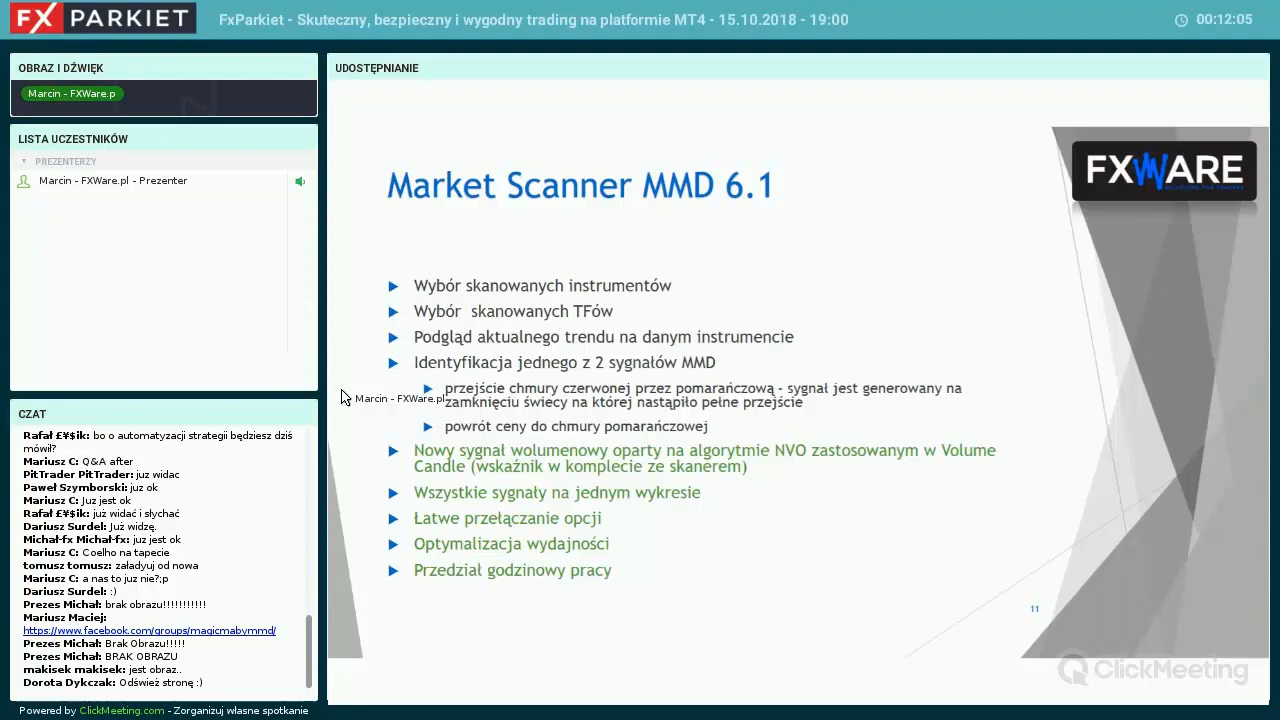 FX PARKIET
FxParkiet - Skuteczny, bezpieczny i wygodny trading na platformie MT4 - 15.10.2018 - 19:00
00:12:05
OBRAZ I DŹWIĘK
Marcin - FXWare.p
LISTA UCZESTNIKÓW
PREZENTERZY
Marcin - FXWare.pl - Prezenter
CZAT
Rafał £¥$ik: bo o automatyzacji strategii będziesz dziś
mówił?
Mariusz C: Q&A after
PitTrader PitTrader: juz widac
Paweł Szymborski: juz ok
Mariusz C: Juz jest ok
Rafał £¥$ik: już widać i słychać
Dariusz Surdel: Już widzę.
Michał-fx Michał-fx: juz jest ok
Mariusz C: Coelho na tapecie
tomusz tomusz: załadyuj od nowa
Mariusz C: a nas to juz nie?;p
Dariusz Surdel: :)
Prezes Michał: brak obrazu!!!!!!!!!!!
Mariusz Maciej:
https://www.facebook.com/groups/magicmabymmd/
Prezes Michał: Brak Obrazu!!!!!
Prezes Michał: BRAK OBRAZU
makisek makisek: jest obraz..
Dorota Dykczak: Odśwież stronę :)
Powered by ClickMeeting.com - Zorganizuj własne spotkanie
UDOSTĘPNIANIE
FXWARE
Market Scanner MMD 6.1
Wybór skanowanych instrumentów
Wybór skanowanych TFów
Podgląd aktualnego trendu na danym instrumencie
Identyfikacja jednego z 2 sygnałów MMD
przejście chmury czerwonej przez pomarańczową - sygnał jest generowany na
zamknięciu świecy na której nastąpiło pełne przejście
Marcin - FXWare.pl
powrót ceny do chmury pomarańczowej
Nowy sygnał wolumenowy oparty na algorytmie NVO zastosowanym w Volume
Candle (wskaźnik w komplecie ze skanerem)
Wszystkie sygnały na jednym wykresie
Łatwe przełączanie opcji
Optymalizacja wydajności
Przedział godzinowy pracy
11
ClickMeeting